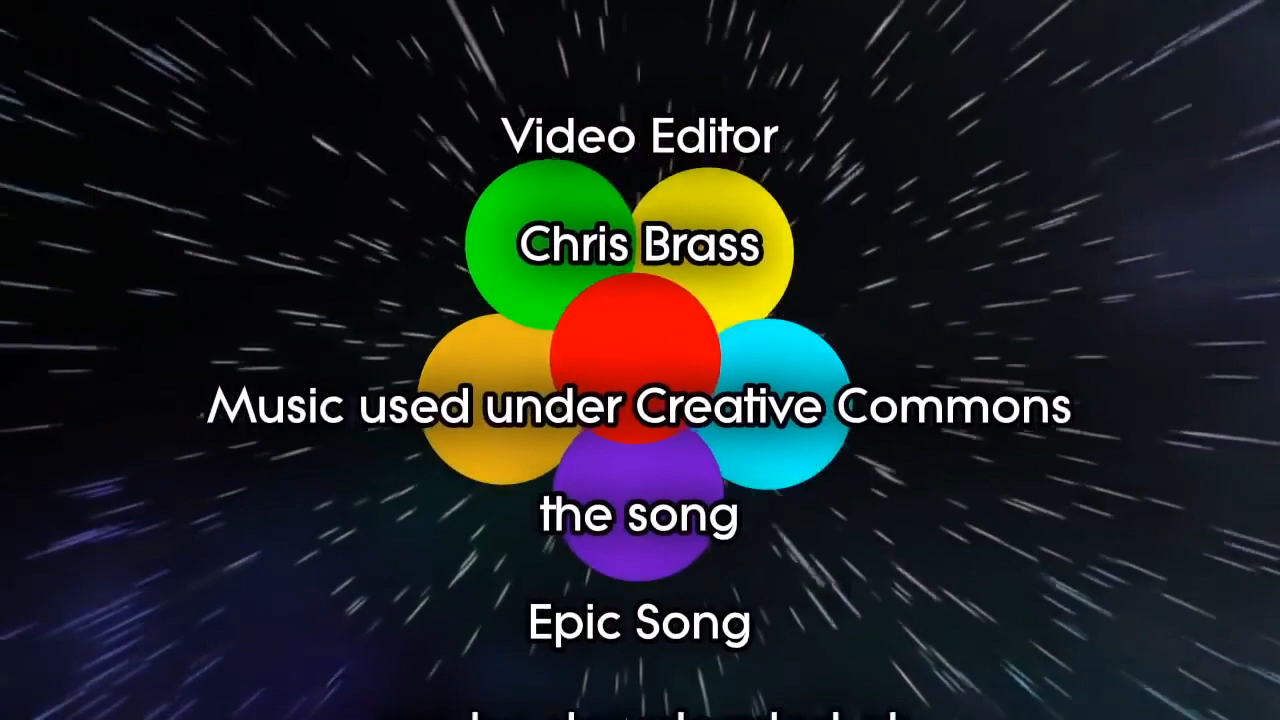 Video Editor
Chris Brass
Music used under Creative Commons
the song
Epic Song